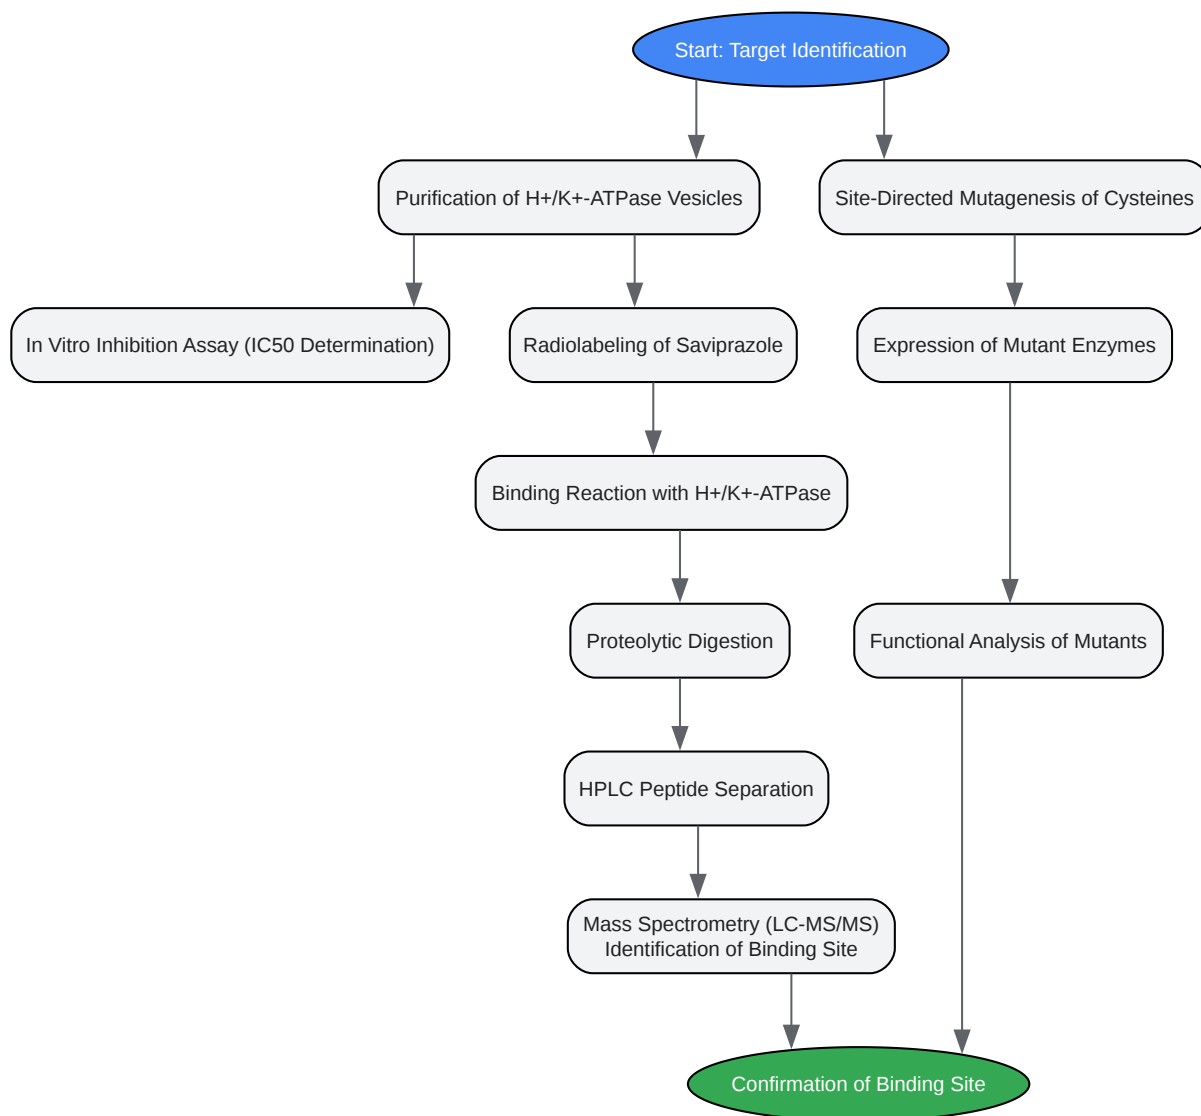 Start: Target Identification
Purification of H+/K+-ATPase Vesicles
Site-Directed Mutagenesis of Cysteines
In Vitro Inhibition Assay (IC50 Determination)
Radiolabeling of Saviprazole
Expression of Mutant Enzymes
Binding Reaction with H+/K+-ATPase
Proteolytic Digestion
Functional Analysis of Mutants
HPLC Peptide Separation
Mass Spectrometry (LC-MS/MS)
Identification of Binding Site
Confirmation of Binding Site